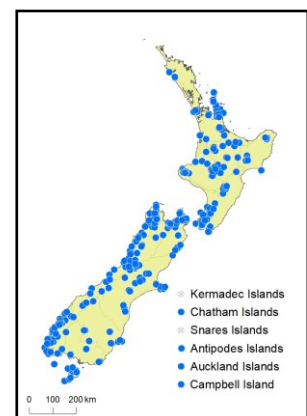 Kermadec Islands
Chatham Islands
Snares Islands
Antipodes Islands
Auckland Islands
Campbell Island
0 100 200 km